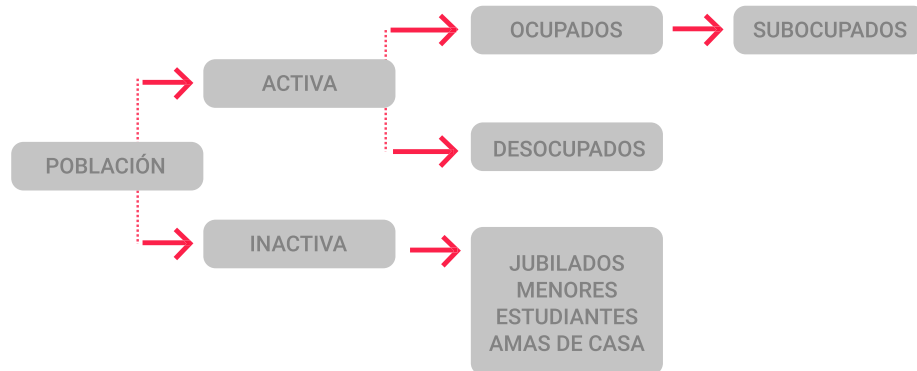 OCUPADOS
SUBOCUPADOS
ACTIVA
DESOCUPADOS
POBLACIÓN
INACTIVA
JUBILADOS
MENORES
ESTUDIANTES
AMAS DE CASA